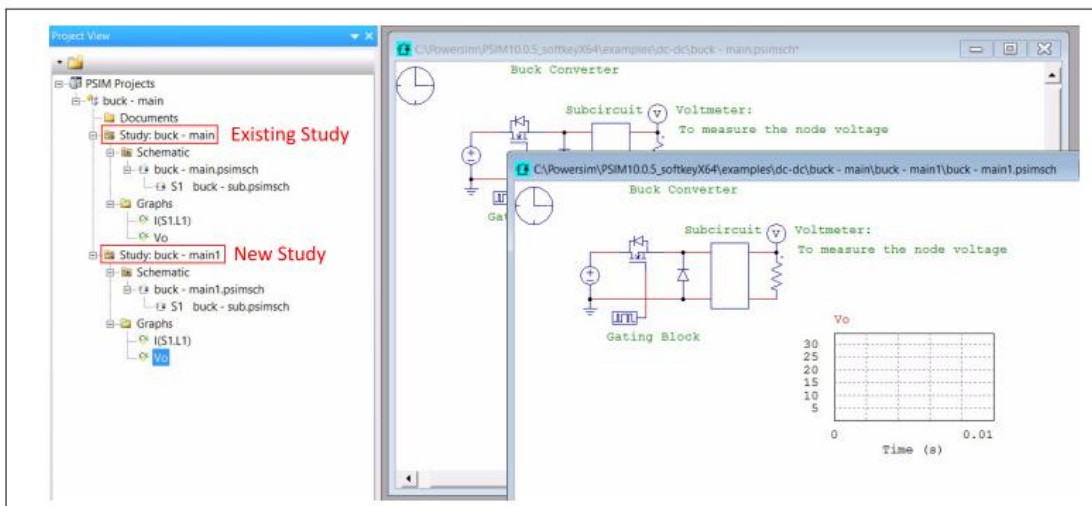 Project View
PSIM Projects
buck - main
Documents
Study: buck - main Existing Study
Schematic
buck - main.psimsch
S1 buck - sub.psimsch
Graphs
I(S1.L1)
Vo
Study: buck - main1 New Study
Schematic
buck - main1.psimsch
S1 buck - sub.psimsch
Graphs
I(S1.L1)
Vo
C:\Powersim\PSIM10.0.5_softkeyX64\examples\dc-dc\buck - main.psimsch*
Buck Converter
Subcircuit V Voltmeter:
To measure the node voltage
Gat
C:\Powersim\PSIM10.0.5_softkeyX64\examples\dc-dc\buck - main\buck - main1\buck - main1.psimsch
Buck Converter
Subcircuit V Voltmeter:
To measure the node voltage
Gating Block
Vo
30
25
20
15
10
5
0 0.01
Time (s)